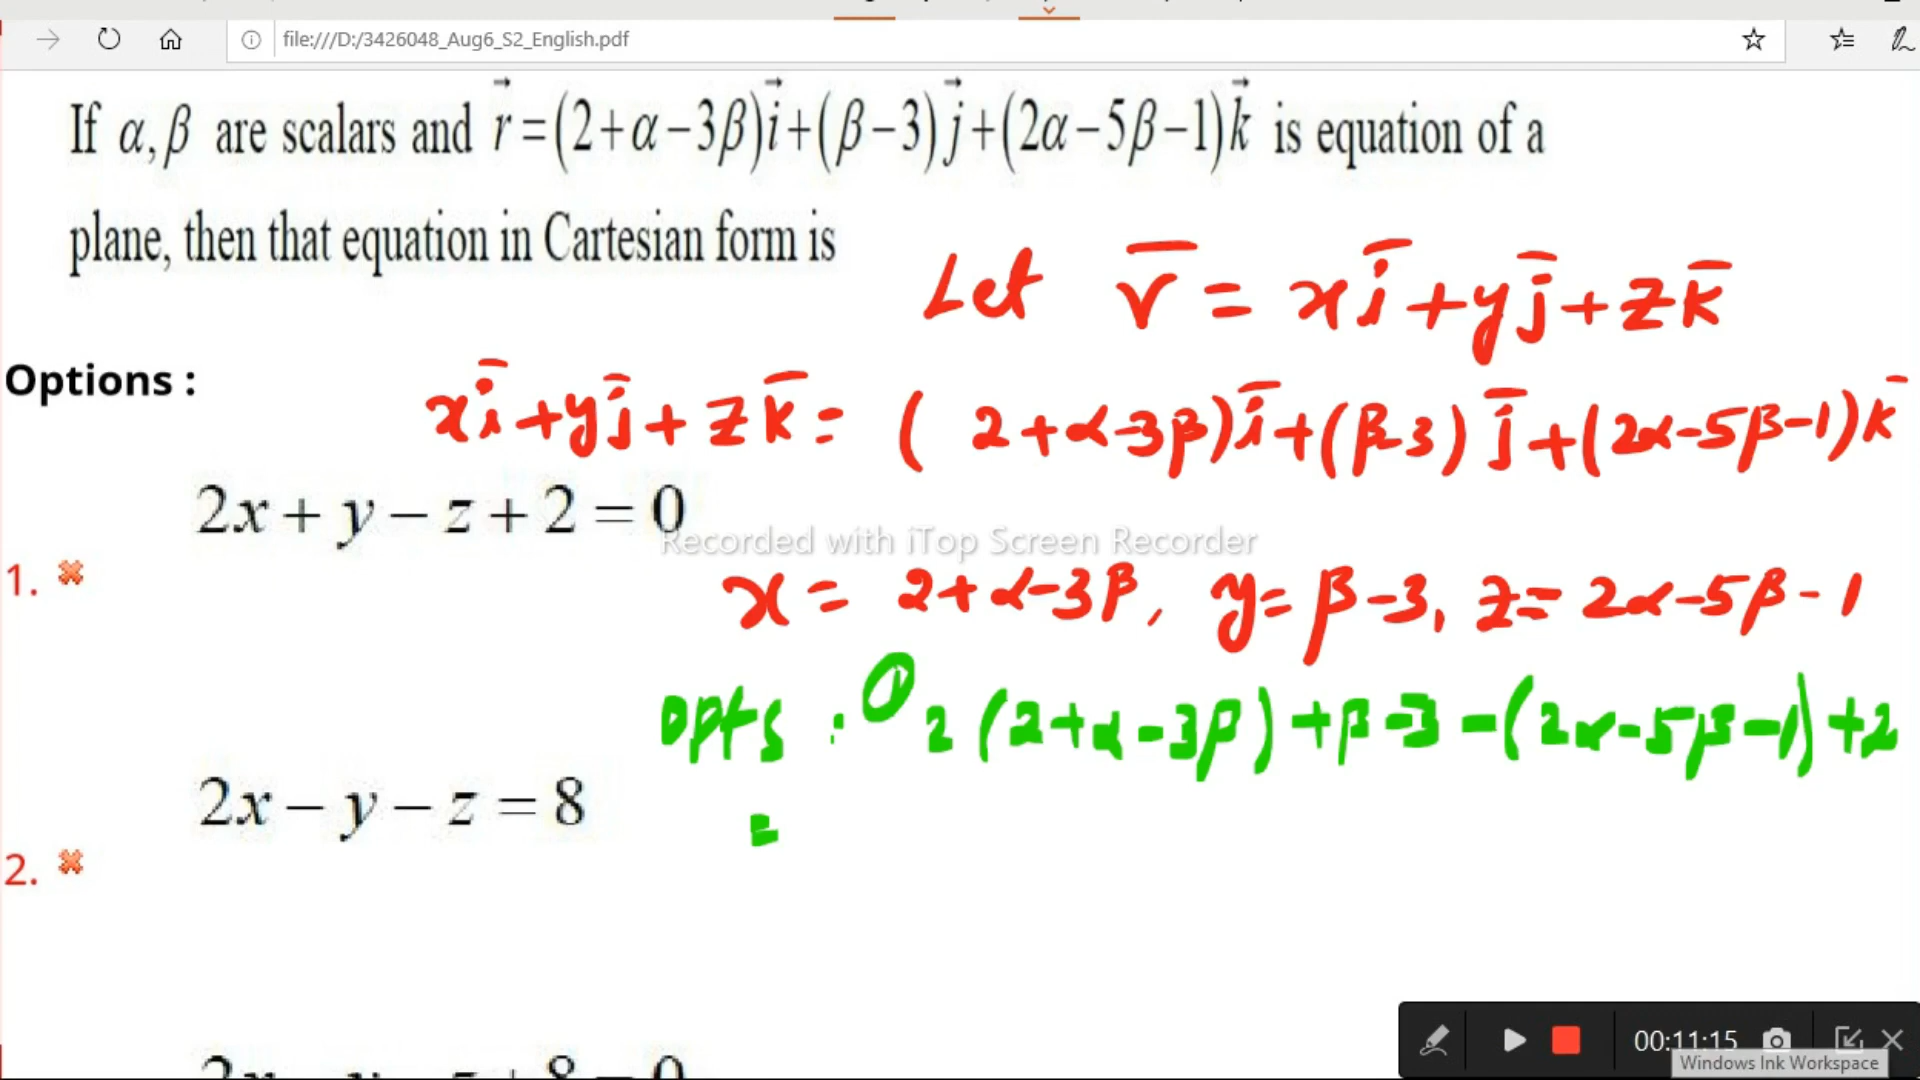 file:///D:/3426048_Aug6_S2_English.pdf
If α, β are scalars and r⃗ = (2+α−3β)i⃗+(β−3)j⃗+(2α−5β−1)k⃗ is equation of a
plane, then that equation in Cartesian form is
Let r̅ = xi̅+yj̅+zk̅
Options :
xi̅+yj̅+zk̅= (2+α-3β)i̅+(β-3)j̅+(2α-5β-1)k̅
2x + y − z + 2 = 0
Recorded with iTop Screen Recorder
1.
x = 2+α-3β, y=β-3, z=2α-5β-1
opts : ① 2(2+α-3β)+β-3-(2α-5β-1)+2
2x − y − z = 8
=
2.
00:11:15
Windows Ink Workspace